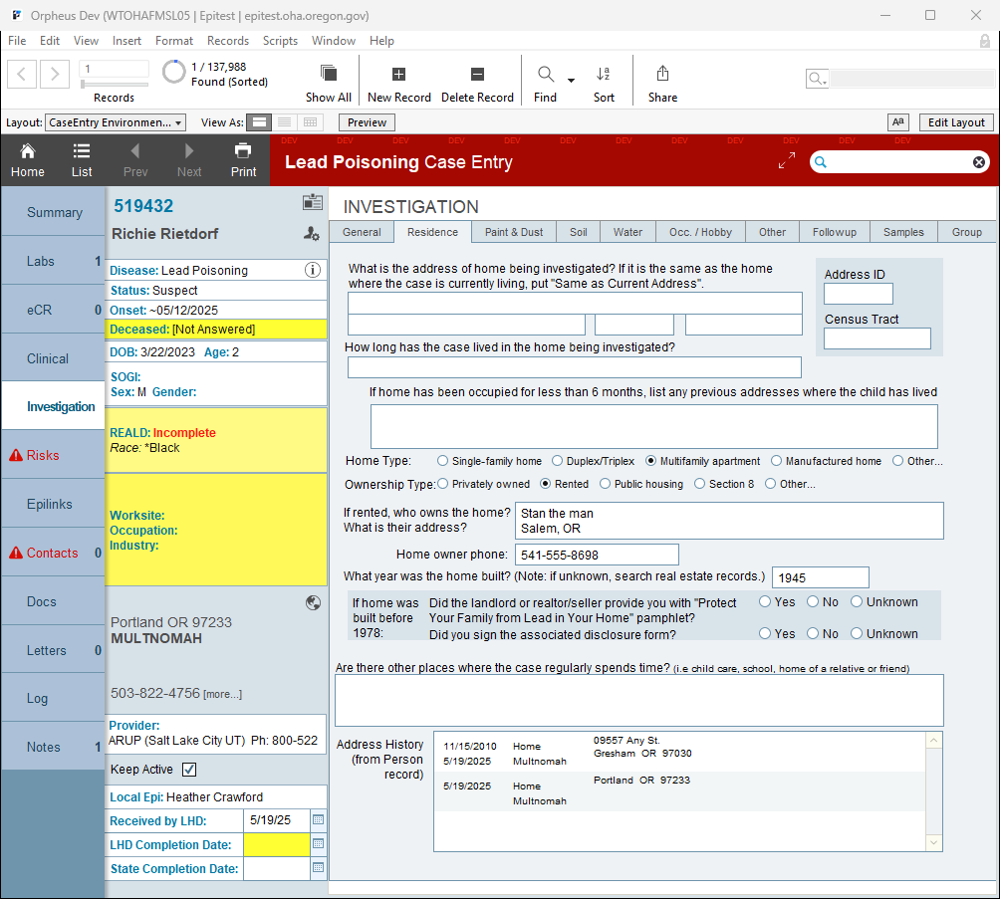 Orpheus Dev (WTOHAFMSL05 | Epitest | epitest.oha.oregon.gov)
File Edit View Insert Format Records Scripts Window Help
1
1 / 137,988
Found (Sorted)
Records
Show All
New Record
Delete Record
Find
Sort
Share
Layout: CaseEntry Environmen...
View As:
Preview
Aa
Edit Layout
DEV DEV DEV DEV DEV DEV DEV DEV DEV DEV DEV DEV
Home
List
Prev
Next
Print
Lead Poisoning Case Entry
Summary
Labs 1
eCR 0
Clinical
Investigation
Risks
Epilinks
Contacts 0
Docs
Letters 0
Log
Notes 1
519432
Richie Rietdorf
Disease: Lead Poisoning
Status: Suspect
Onset: ~05/12/2025
Deceased: [Not Answered]
DOB: 3/22/2023 Age: 2
SOGI:
Sex: M Gender:
REALD: Incomplete
Race: *Black
Worksite:
Occupation:
Industry:
Portland OR 97233
MULTNOMAH
503-822-4756 [more...]
Provider:
ARUP (Salt Lake City UT) Ph: 800-522
Keep Active
Local Epi: Heather Crawford
Received by LHD: 5/19/25
LHD Completion Date:
State Completion Date:
INVESTIGATION
General Residence Paint & Dust Soil Water Occ. / Hobby Other Followup Samples Group
What is the address of home being investigated? If it is the same as the home
where the case is currently living, put "Same as Current Address".
Address ID
Census Tract
How long has the case lived in the home being investigated?
If home has been occupied for less than 6 months, list any previous addresses where the child has lived
Home Type: Single-family home Duplex/Triplex Multifamily apartment Manufactured home Other...
Ownership Type: Privately owned Rented Public housing Section 8 Other...
If rented, who owns the home?
What is their address?
Stan the man
Salem, OR
Home owner phone: 541-555-8698
What year was the home built? (Note: if unknown, search real estate records.) 1945
If home was
built before
1978:
Did the landlord or realtor/seller provide you with "Protect
Your Family from Lead in Your Home" pamphlet?
Yes No Unknown
Did you sign the associated disclosure form?
Yes No Unknown
Are there other places where the case regularly spends time? (i.e child care, school, home of a relative or friend)
Address History
(from Person
record)
11/15/2010 Home 09557 Any St.
5/19/2025 Multnomah Gresham OR 97030
5/19/2025 Home Portland OR 97233
Multnomah